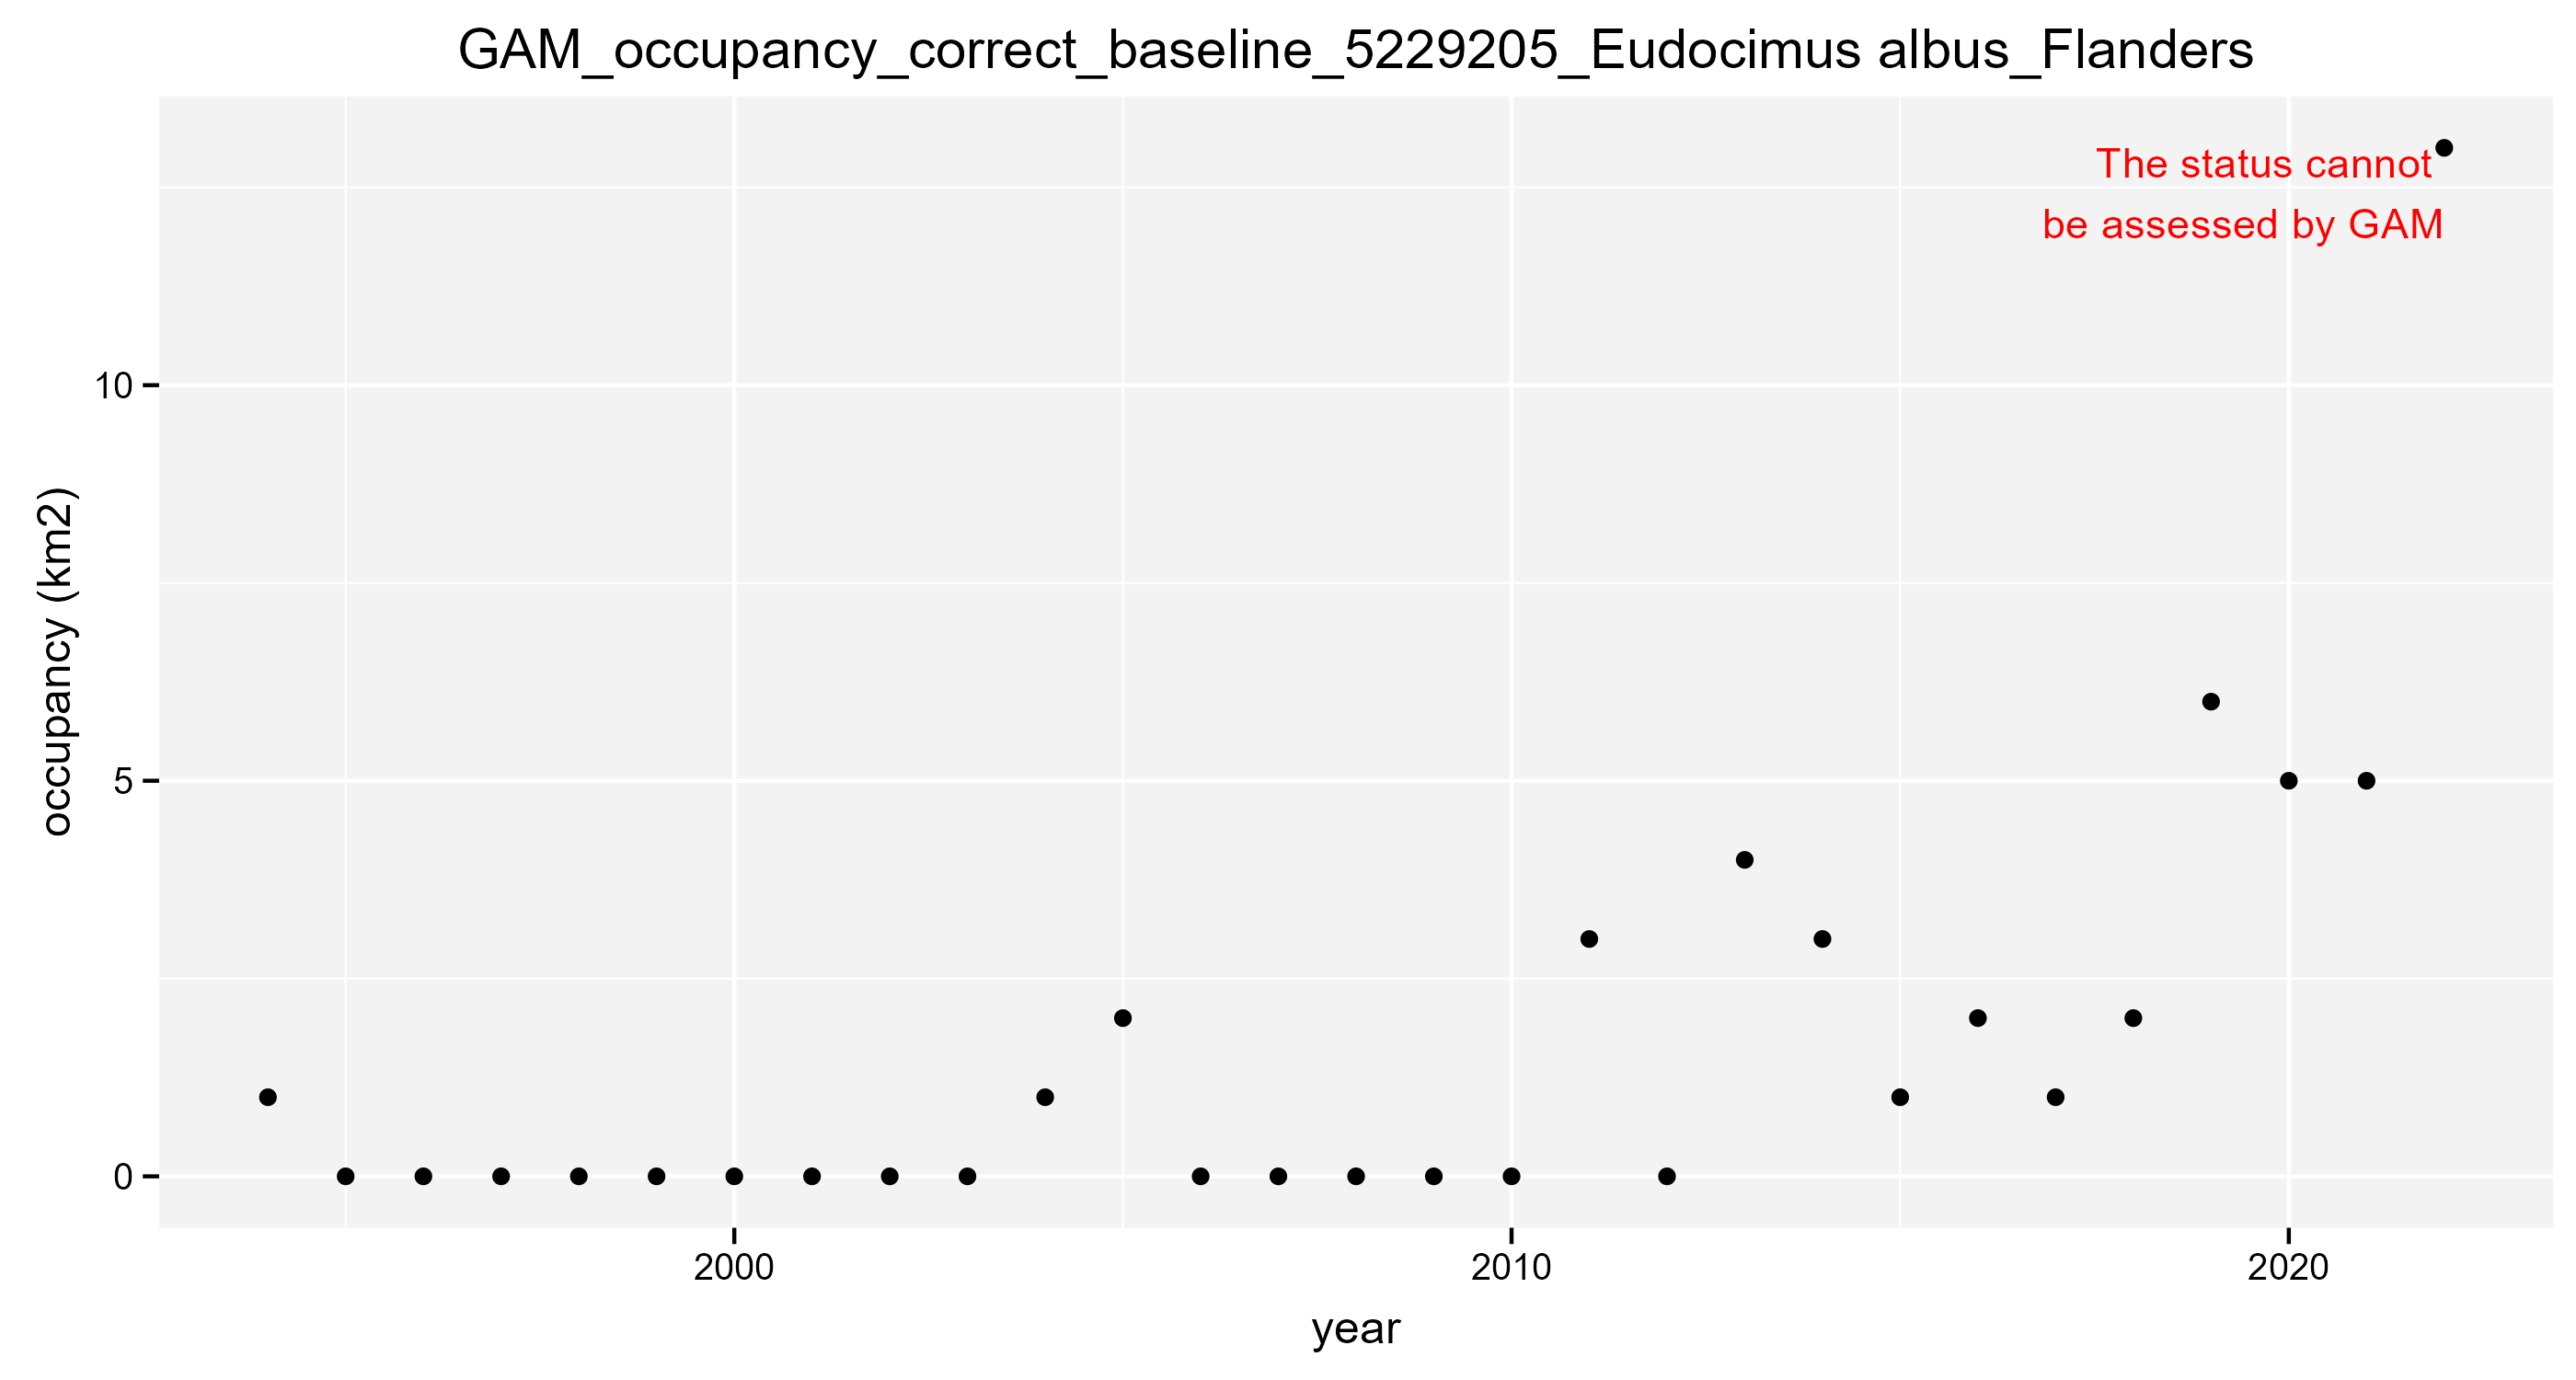 GAM_occupancy_correct_baseline_5229205_Eudocimus albus_Flanders
The status cannot
be assessed by GAM
occupancy (km2)
10
5
0
2000
2010
2020
year